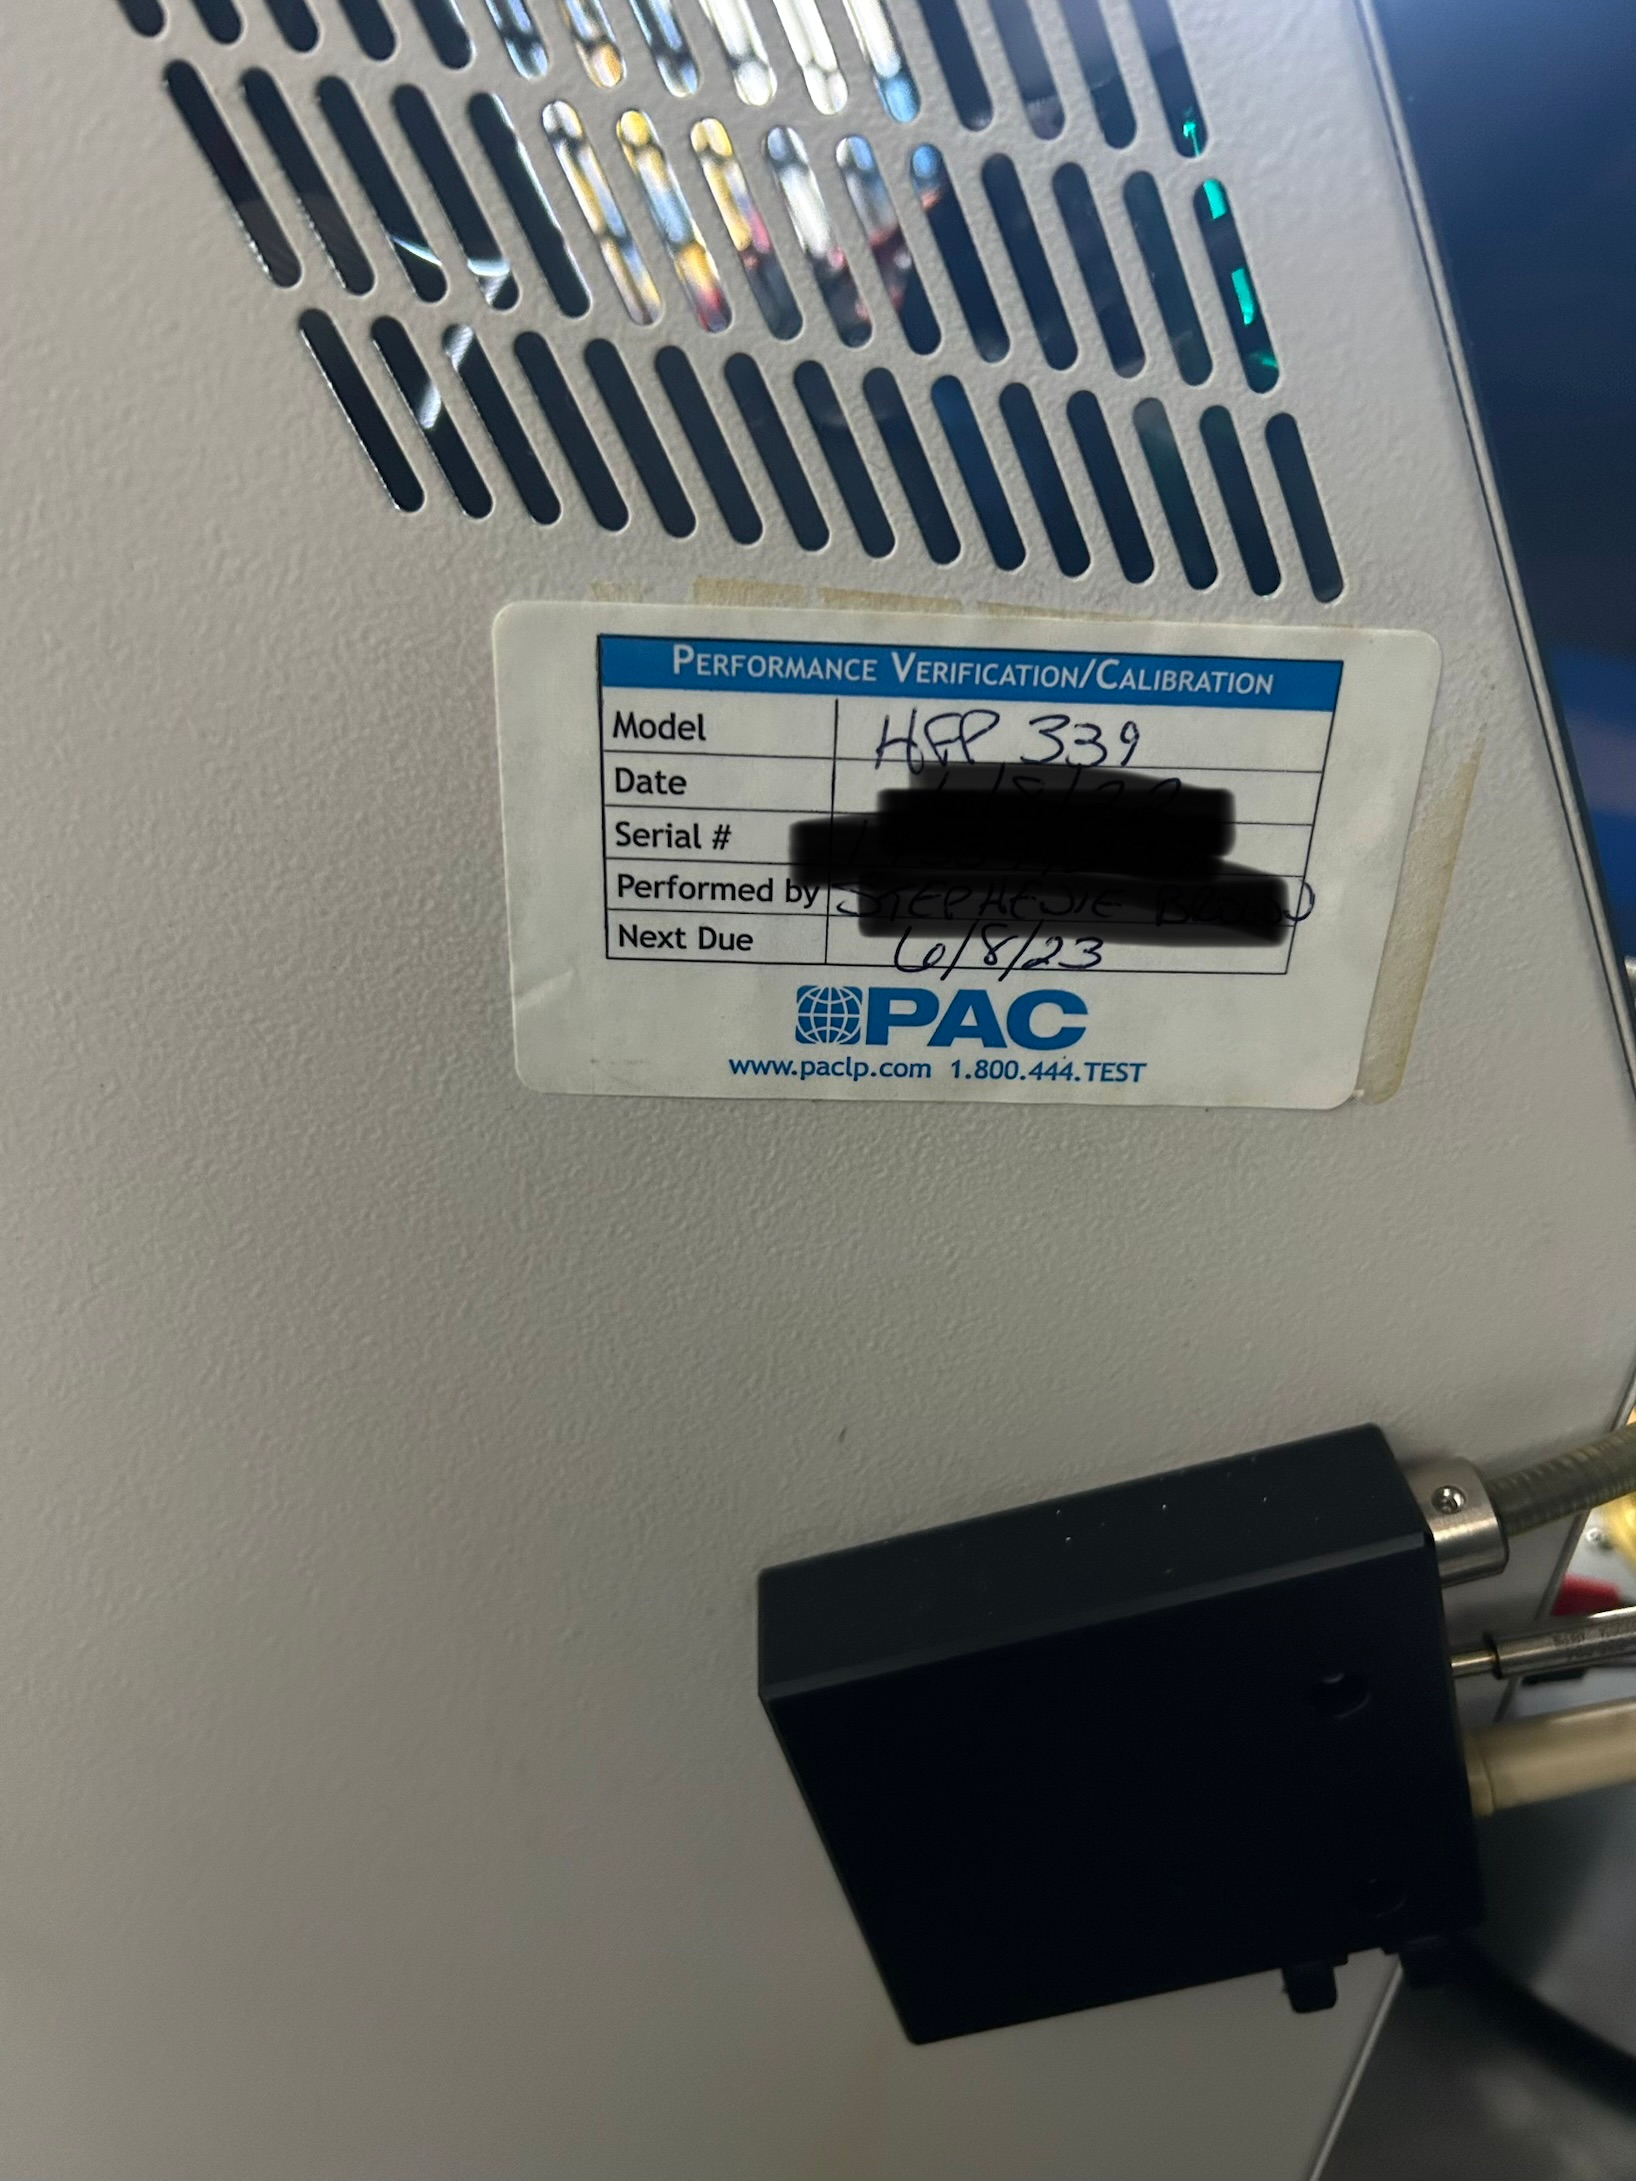 PERFORMANCE VERIFICATION/CALIBRATION
Model HFP 339
Date
Serial #
Performed by
Next Due 6/8/23
PAC
www.paclp.com 1.800.444.TEST